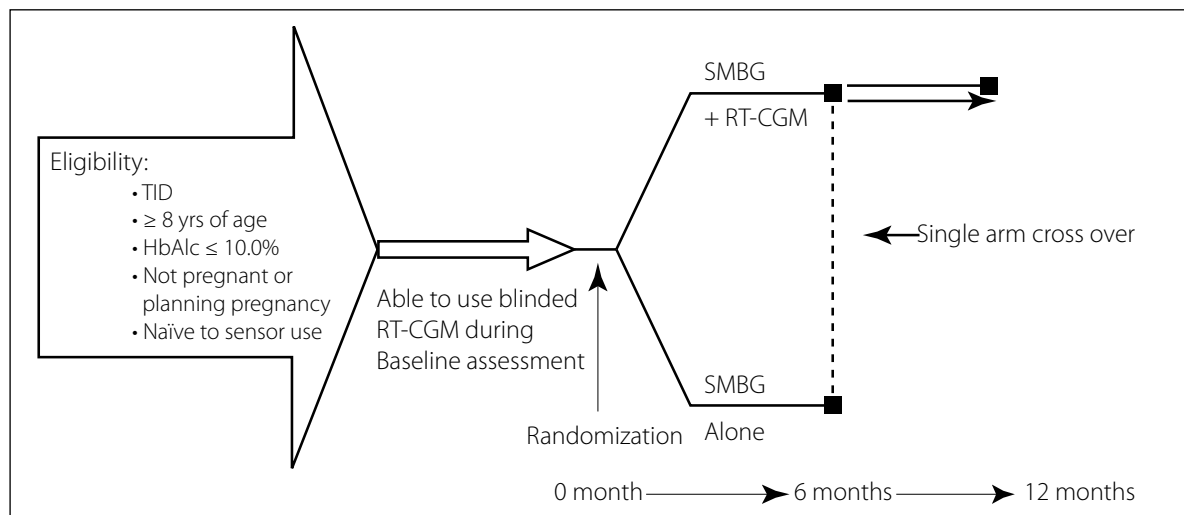 Eligibility:
• TID
• ≥ 8 yrs of age
• HbAlc ≤ 10.0%
• Not pregnant or
planning pregnancy
• Naïve to sensor use
Able to use blinded
RT-CGM during
Baseline assessment
Randomization
SMBG
+ RT-CGM
SMBG
Alone
Single arm cross over
0 month 6 months 12 months